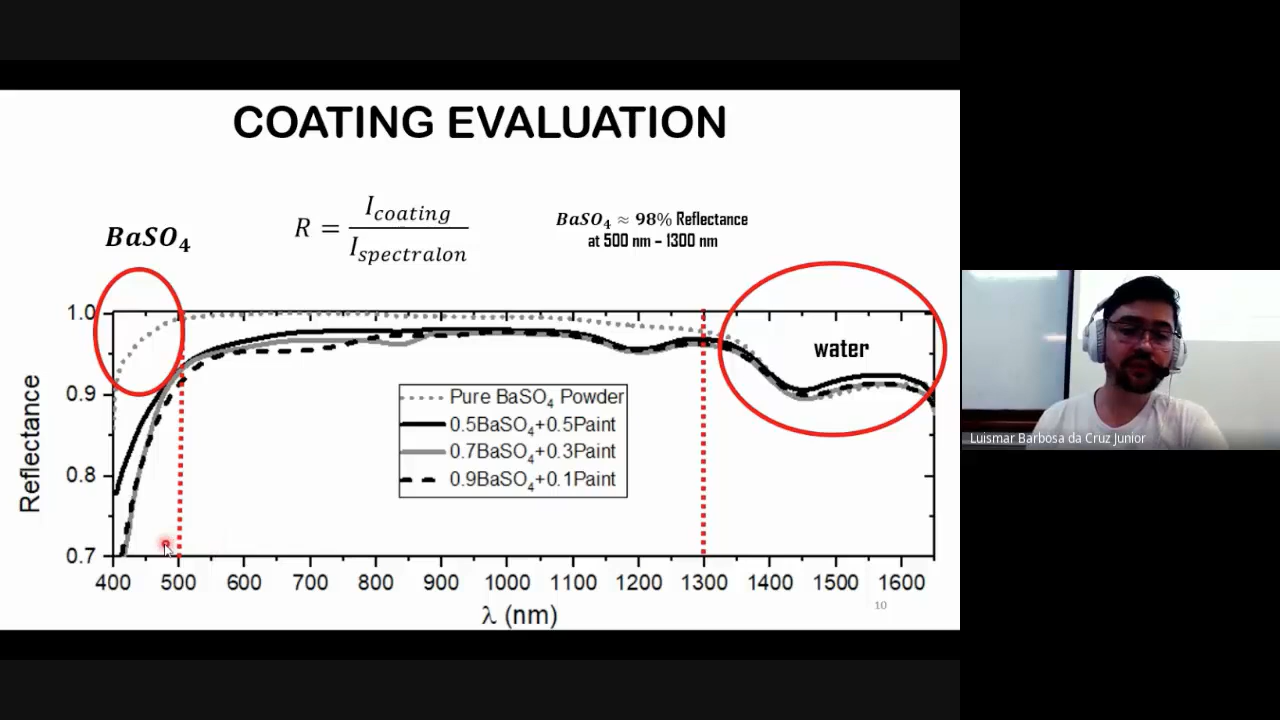 COATING EVALUATION
BaSO₄
R = I_coating / I_spectralon
BaSO₄ ≈ 98% Reflectance
at 500 nm – 1300 nm
1.0
0.9
0.8
0.7
Reflectance
water
Pure BaSO₄ Powder
0.5BaSO₄+0.5Paint
0.7BaSO₄+0.3Paint
0.9BaSO₄+0.1Paint
400 500 600 700 800 900 1000 1100 1200 1300 1400 1500 1600
λ (nm)
10
Luismar Barbosa da Cruz Junior